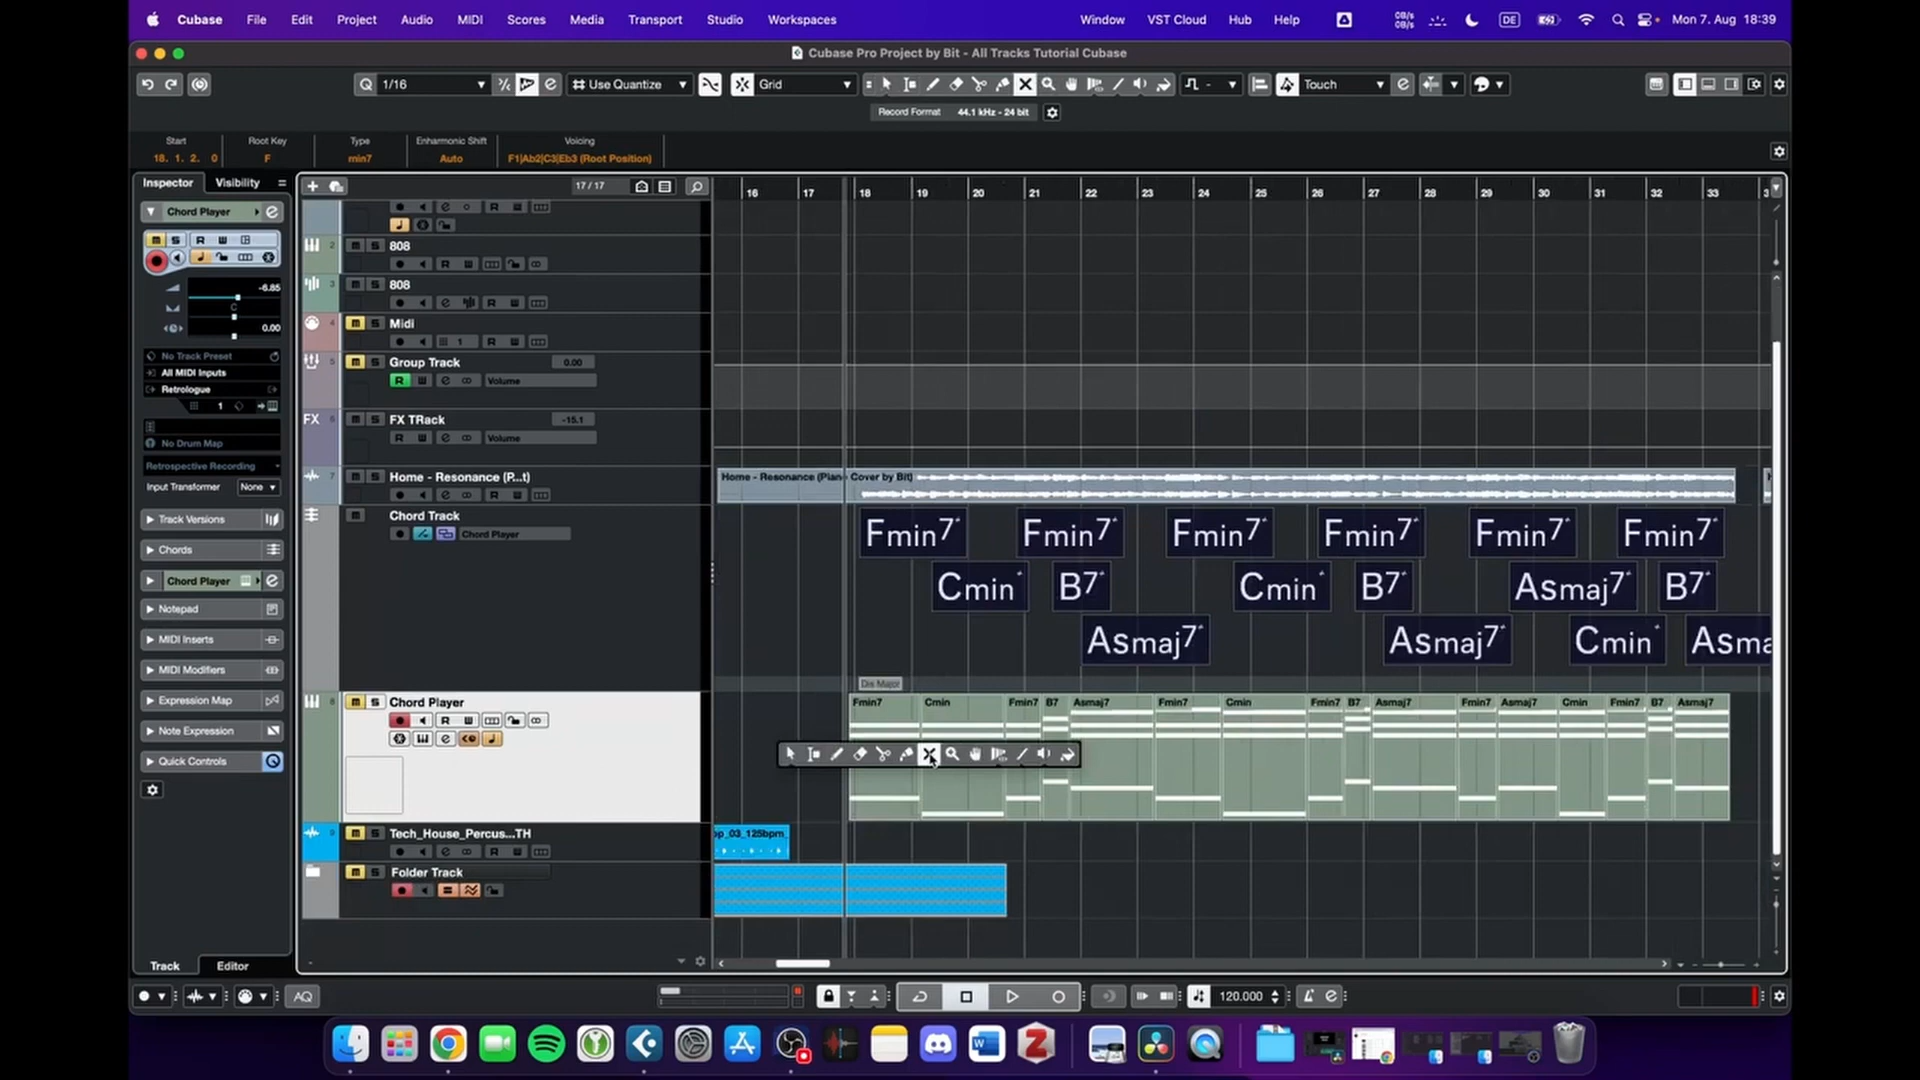 Cubase File Edit Project Audio MIDI Scores Media Transport Studio Workspaces Window VST Cloud Hub Help 0B/s 0B/s DE Mon 7. Aug 18:39
Cubase Pro Project by Bit - All Tracks Tutorial Cubase
Q 1/16 Use Quantize Grid Touch
Record Format 44.1 kHz - 24 bit
Start Root Key Type Enharmonic Shift Voicing
18. 1. 2. 0 F min7 Auto F1|Ab2|C3|Eb3 (Root Position)
Inspector Visibility 17 / 17 16 17 18 19 20 21 22 23 24 25 26 27 28 29 30 31 32 33
Chord Player
m S R W
-6.85
C
0.00
No Track Preset
All MIDI Inputs
Retrologue
1
No Drum Map
Retrospective Recording
Input Transformer None
Track Versions
Chords
Chord Player
Notepad
MIDI Inserts
MIDI Modifiers
Expression Map
Note Expression
Quick Controls
Track Editor
e R W
2 m S 808
R W
3 m S 808
e R W
4 m S Midi
1 R W
5 m S Group Track 0.00
R W e Volume
FX 6 m S FX TRack -15.1
R W e Volume
7 m S Home - Resonance (P...t)
e R W
m Chord Track
Chord Player
8 m S Chord Player
R W
e
9 m S Tech_House_Percus...TH
e R W
m S Folder Track
Home - Resonance (Piano Cover by Bit)
Fmin7 Fmin7 Fmin7 Fmin7 Fmin7 Fmin7
Cmin B7 Cmin B7 Asmaj7 B7
Asmaj7 Asmaj7 Cmin Asma
Dis Major
Fmin7 Cmin Fmin7 B7 Asmaj7 Fmin7 Cmin Fmin7 B7 Asmaj7 Fmin7 Asmaj7 Cmin Fmin7 B7 Asmaj7
op_03_125bpm_
AQ 120.000
W Z